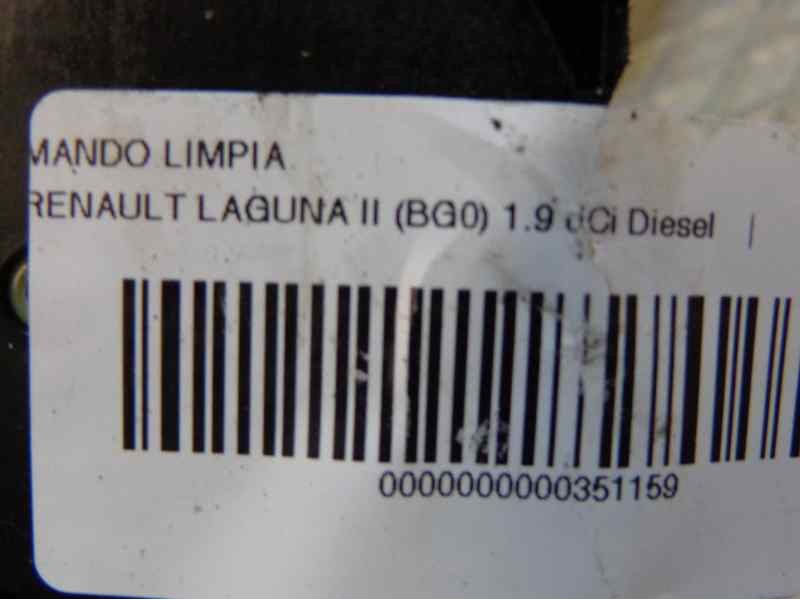 MANDO LIMPIA
RENAULT LAGUNA II (BG0) 1.9 dCi Diesel |
0000000000351159